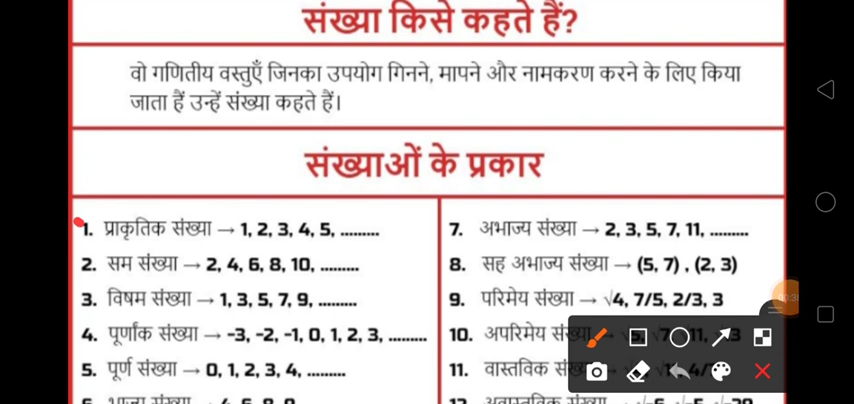 संख्या किसे कहते हैं?
वो गणितीय वस्तुएँ जिनका उपयोग गिनने, मापने और नामकरण करने के लिए किया
जाता हैं उन्हें संख्या कहते हैं।
संख्याओं के प्रकार
1. प्राकृतिक संख्या → 1, 2, 3, 4, 5, .........
2. सम संख्या → 2, 4, 6, 8, 10, .........
3. विषम संख्या → 1, 3, 5, 7, 9, .........
4. पूर्णांक संख्या → -3, -2, -1, 0, 1, 2, 3, .........
5. पूर्ण संख्या → 0, 1, 2, 3, 4, .........
7. अभाज्य संख्या → 2, 3, 5, 7, 11, .........
8. सह अभाज्य संख्या → (5, 7) , (2, 3)
9. परिमेय संख्या → √4, 7/5, 2/3, 3
10. अपरिमेय संख्या
11. वास्तविक